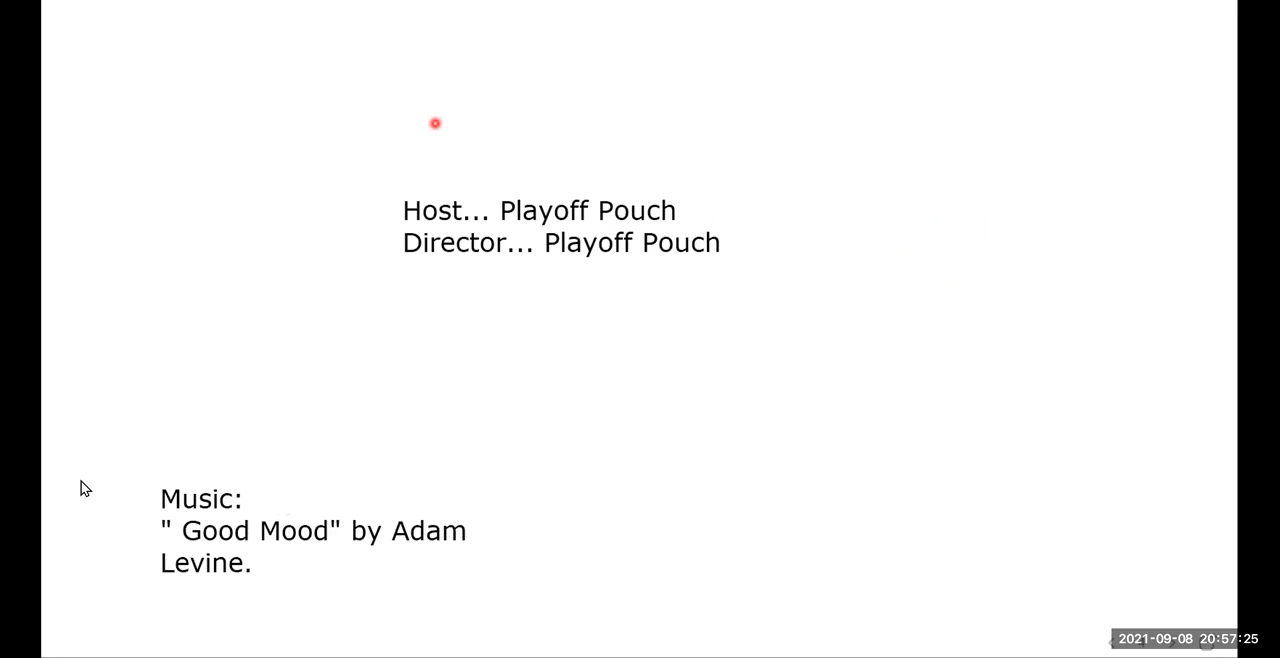 Host... Playoff Pouch
Director... Playoff Pouch
Music:
" Good Mood" by Adam
Levine.
2021-09-08 20:57:25